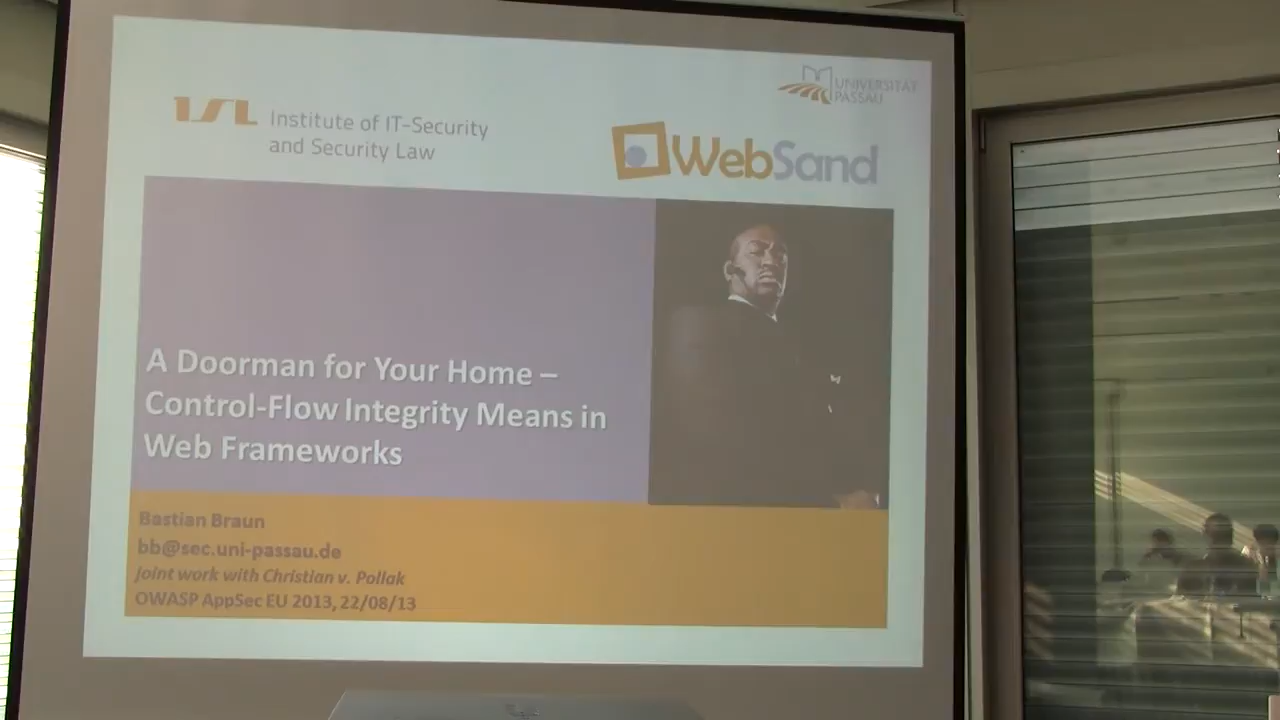 UNIVERSITÄT
PASSAU
ISL Institute of IT-Security
and Security Law
WebSand
A Doorman for Your Home –
Control-Flow Integrity Means in
Web Frameworks
Bastian Braun
bb@sec.uni-passau.de
Joint work with Christian v. Pollak
OWASP AppSec EU 2013, 22/08/13